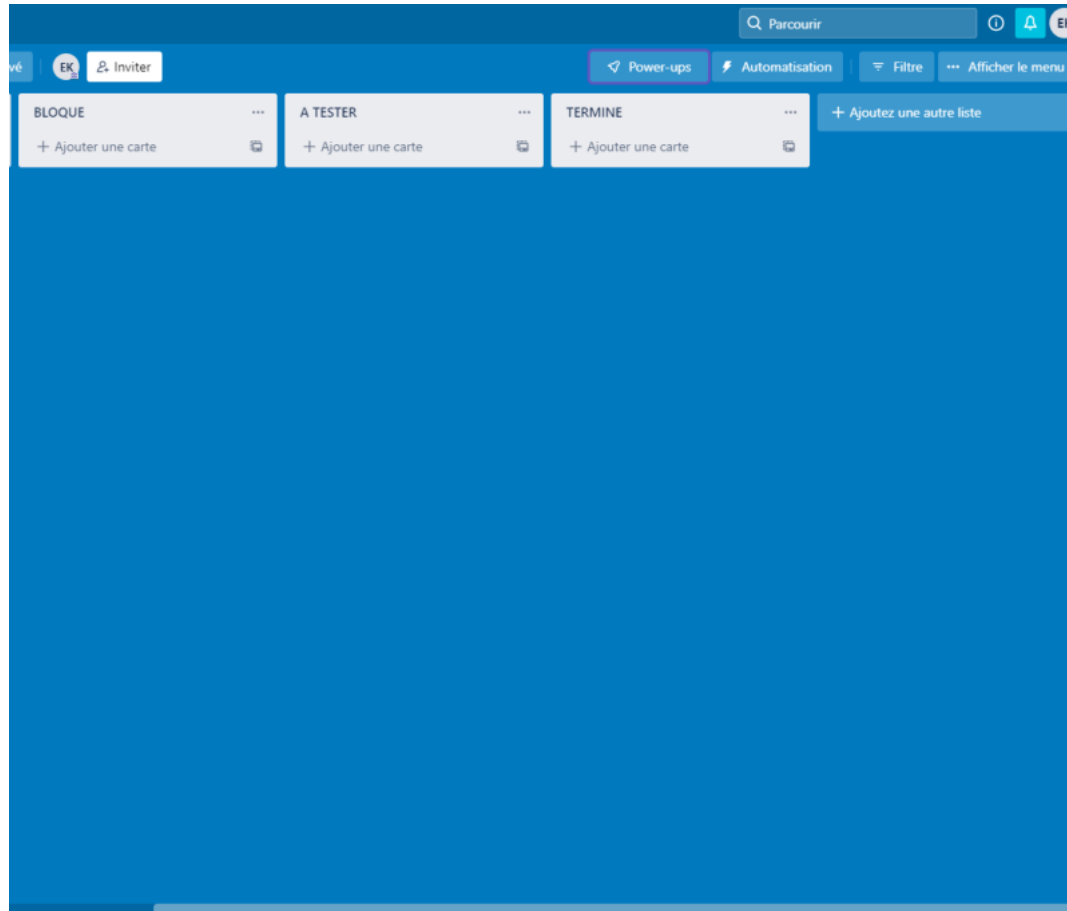 Parcourir
vé EK Inviter Power-ups Automatisation Filtre ··· Afficher le menu
BLOQUE ··· A TESTER ··· TERMINE ··· + Ajoutez une autre liste
+ Ajouter une carte + Ajouter une carte + Ajouter une carte